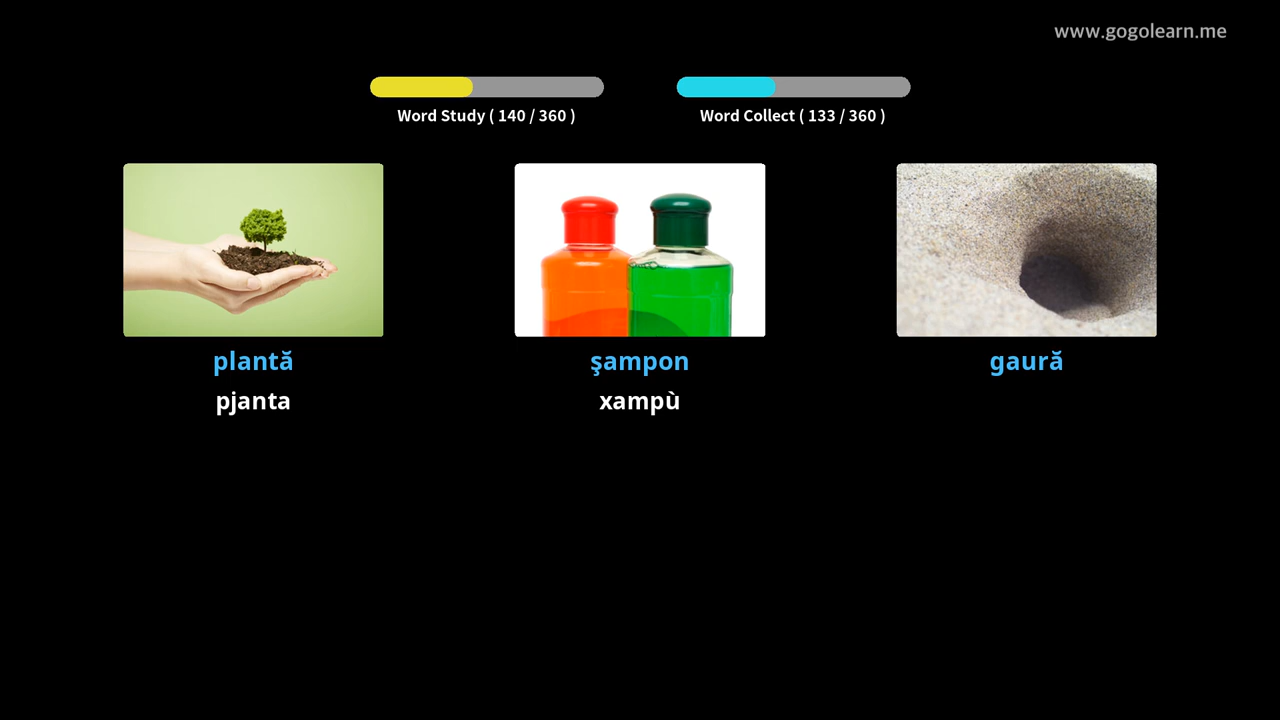 www.gogolearn.me
Word Study ( 140 / 360 )
Word Collect ( 133 / 360 )
plantă
şampon
gaură
pjanta
xampù